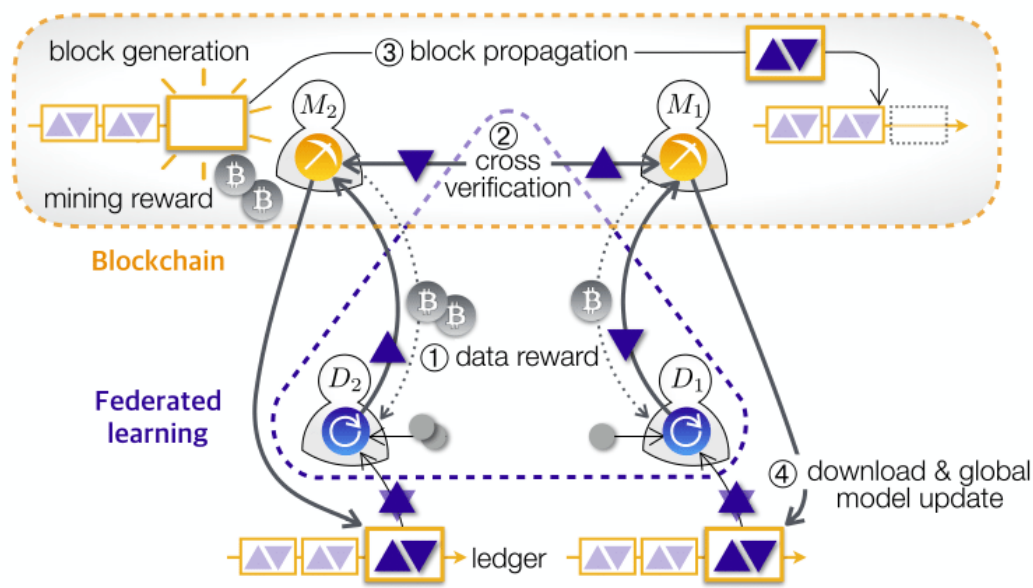 block generation
③ block propagation
M₂
M₁
② cross
verification
mining reward
₿
₿
Blockchain
₿
₿
₿
① data reward
D₂
D₁
Federated
learning
④ download & global
model update
ledger